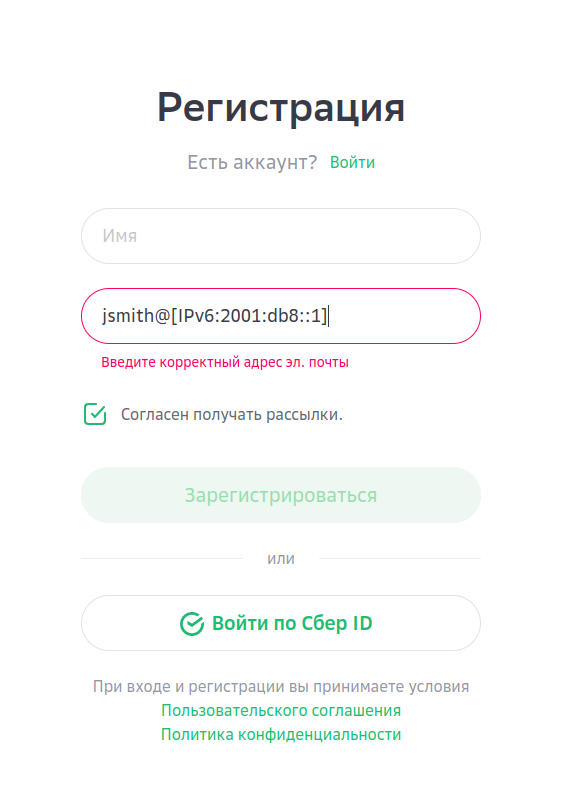 Регистрация
Есть аккаунт? Войти
Имя
jsmith@[IPv6:2001:db8::1]
Введите корректный адрес эл. почты
Согласен получать рассылки.
Зарегистрироваться
или
Войти по Сбер ID
При входе и регистрации вы принимаете условия
Пользовательского соглашения
Политика конфиденциальности